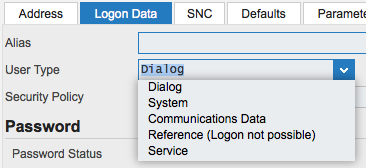 Address Logon Data SNC Defaults Paramete
Alias
User Type Dialog
Dialog
System
Security Policy
Communications Data
Reference (Logon not possible)
Password
Service
Password Status